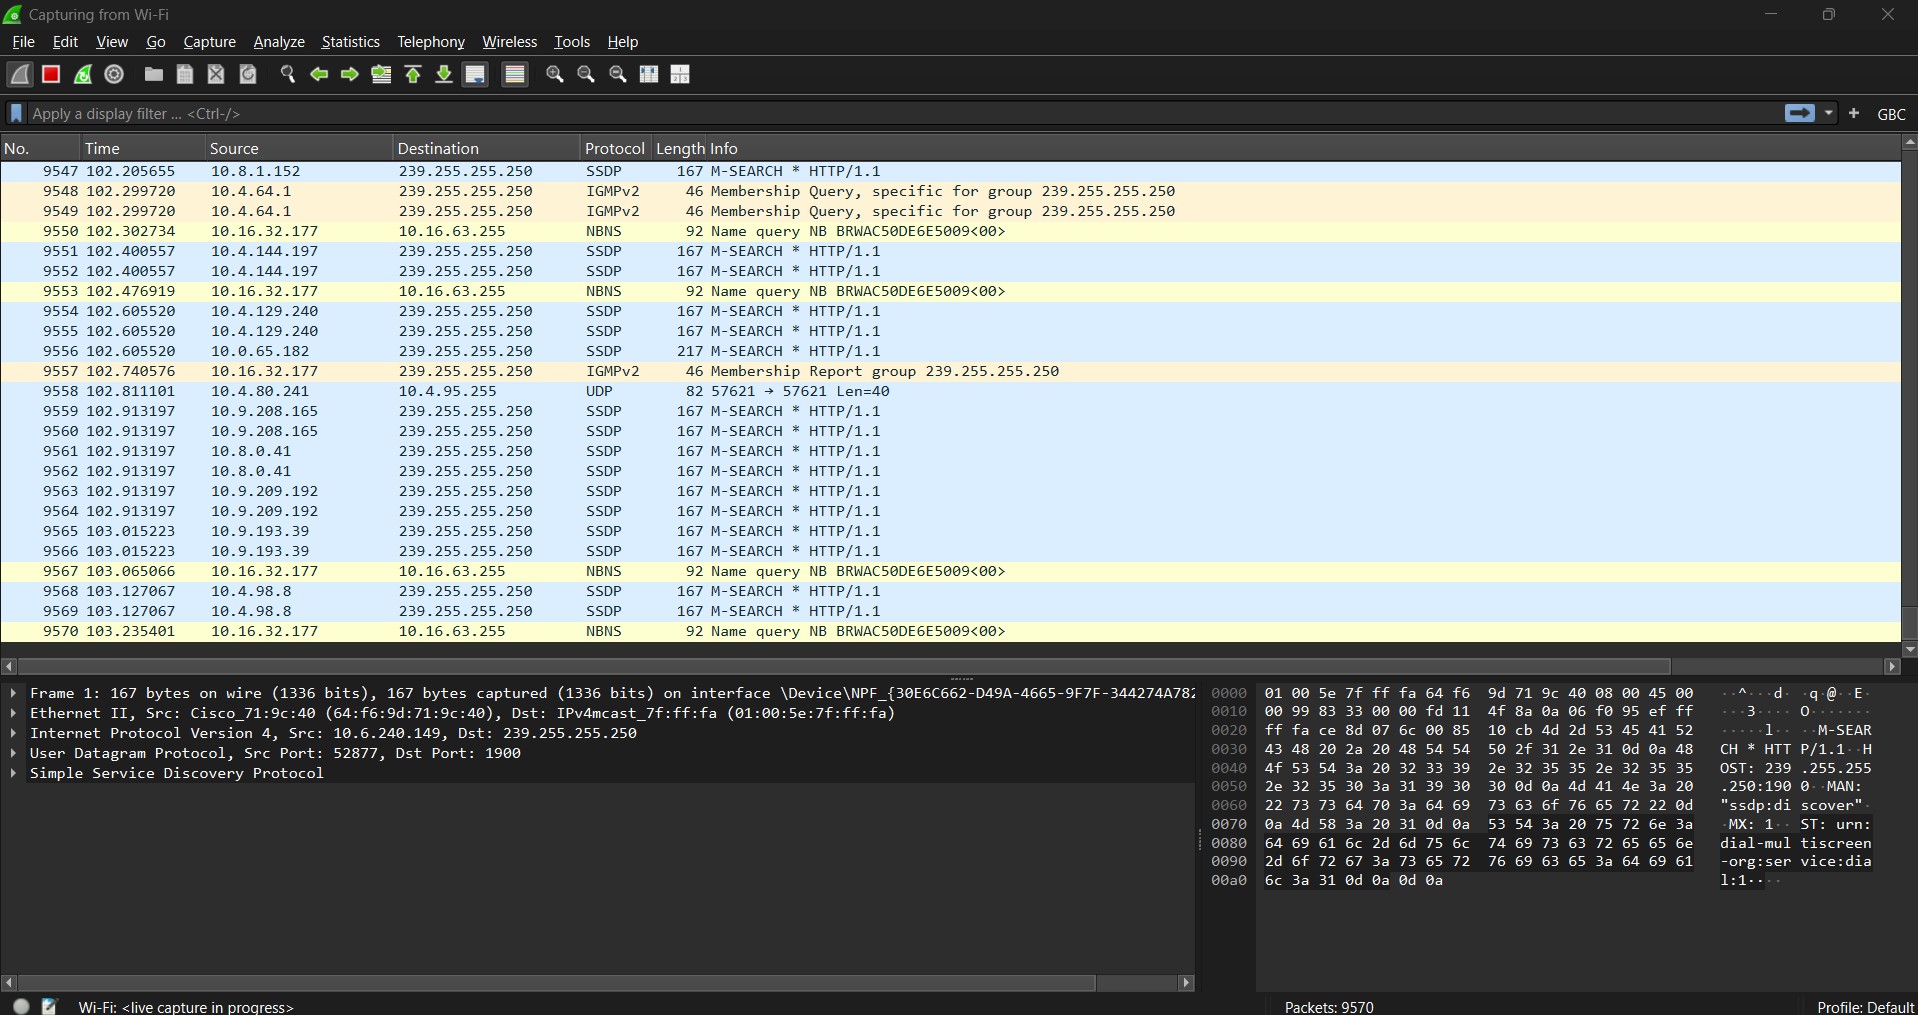 Capturing from Wi-Fi
File Edit View Go Capture Analyze Statistics Telephony Wireless Tools Help
Apply a display filter ... <Ctrl-/> + GBC
No. Time Source Destination Protocol Length Info
9547 102.205655 10.8.1.152 239.255.255.250 SSDP 167 M-SEARCH * HTTP/1.1
9548 102.299720 10.4.64.1 239.255.255.250 IGMPv2 46 Membership Query, specific for group 239.255.255.250
9549 102.299720 10.4.64.1 239.255.255.250 IGMPv2 46 Membership Query, specific for group 239.255.255.250
9550 102.302734 10.16.32.177 10.16.63.255 NBNS 92 Name query NB BRWAC50DE6E5009<00>
9551 102.400557 10.4.144.197 239.255.255.250 SSDP 167 M-SEARCH * HTTP/1.1
9552 102.400557 10.4.144.197 239.255.255.250 SSDP 167 M-SEARCH * HTTP/1.1
9553 102.476919 10.16.32.177 10.16.63.255 NBNS 92 Name query NB BRWAC50DE6E5009<00>
9554 102.605520 10.4.129.240 239.255.255.250 SSDP 167 M-SEARCH * HTTP/1.1
9555 102.605520 10.4.129.240 239.255.255.250 SSDP 167 M-SEARCH * HTTP/1.1
9556 102.605520 10.0.65.182 239.255.255.250 SSDP 217 M-SEARCH * HTTP/1.1
9557 102.740576 10.16.32.177 239.255.255.250 IGMPv2 46 Membership Report group 239.255.255.250
9558 102.811101 10.4.80.241 10.4.95.255 UDP 82 57621 → 57621 Len=40
9559 102.913197 10.9.208.165 239.255.255.250 SSDP 167 M-SEARCH * HTTP/1.1
9560 102.913197 10.9.208.165 239.255.255.250 SSDP 167 M-SEARCH * HTTP/1.1
9561 102.913197 10.8.0.41 239.255.255.250 SSDP 167 M-SEARCH * HTTP/1.1
9562 102.913197 10.8.0.41 239.255.255.250 SSDP 167 M-SEARCH * HTTP/1.1
9563 102.913197 10.9.209.192 239.255.255.250 SSDP 167 M-SEARCH * HTTP/1.1
9564 102.913197 10.9.209.192 239.255.255.250 SSDP 167 M-SEARCH * HTTP/1.1
9565 103.015223 10.9.193.39 239.255.255.250 SSDP 167 M-SEARCH * HTTP/1.1
9566 103.015223 10.9.193.39 239.255.255.250 SSDP 167 M-SEARCH * HTTP/1.1
9567 103.065066 10.16.32.177 10.16.63.255 NBNS 92 Name query NB BRWAC50DE6E5009<00>
9568 103.127067 10.4.98.8 239.255.255.250 SSDP 167 M-SEARCH * HTTP/1.1
9569 103.127067 10.4.98.8 239.255.255.250 SSDP 167 M-SEARCH * HTTP/1.1
9570 103.235401 10.16.32.177 10.16.63.255 NBNS 92 Name query NB BRWAC50DE6E5009<00>
Frame 1: 167 bytes on wire (1336 bits), 167 bytes captured (1336 bits) on interface \Device\NPF_{30E6C662-D49A-4665-9F7F-344274A782
Ethernet II, Src: Cisco_71:9c:40 (64:f6:9d:71:9c:40), Dst: IPv4mcast_7f:ff:fa (01:00:5e:7f:ff:fa)
Internet Protocol Version 4, Src: 10.6.240.149, Dst: 239.255.255.250
User Datagram Protocol, Src Port: 52877, Dst Port: 1900
Simple Service Discovery Protocol
0000 01 00 5e 7f ff fa 64 f6 9d 71 9c 40 08 00 45 00 ··^···d· ·q·@··E·
0010 00 99 83 33 00 00 fd 11 4f 8a 0a 06 f0 95 ef ff ···3···· O·······
0020 ff fa ce 8d 07 6c 00 85 10 cb 4d 2d 53 45 41 52 ·····l·· ··M-SEAR
0030 43 48 20 2a 20 48 54 54 50 2f 31 2e 31 0d 0a 48 CH * HTT P/1.1··H
0040 4f 53 54 3a 20 32 33 39 2e 32 35 35 2e 32 35 35 OST: 239 .255.255
0050 2e 32 35 30 3a 31 39 30 30 0d 0a 4d 41 4e 3a 20 .250:190 0··MAN:
0060 22 73 73 64 70 3a 64 69 73 63 6f 76 65 72 22 0d "ssdp:di scover"·
0070 0a 4d 58 3a 20 31 0d 0a 53 54 3a 20 75 72 6e 3a ·MX: 1·· ST: urn:
0080 64 69 61 6c 2d 6d 75 6c 74 69 73 63 72 65 65 6e dial-mul tiscreen
0090 2d 6f 72 67 3a 73 65 72 76 69 63 65 3a 64 69 61 -org:ser vice:dia
00a0 6c 3a 31 0d 0a 0d 0a l:1····
Wi-Fi: <live capture in progress> Packets: 9570 Profile: Default